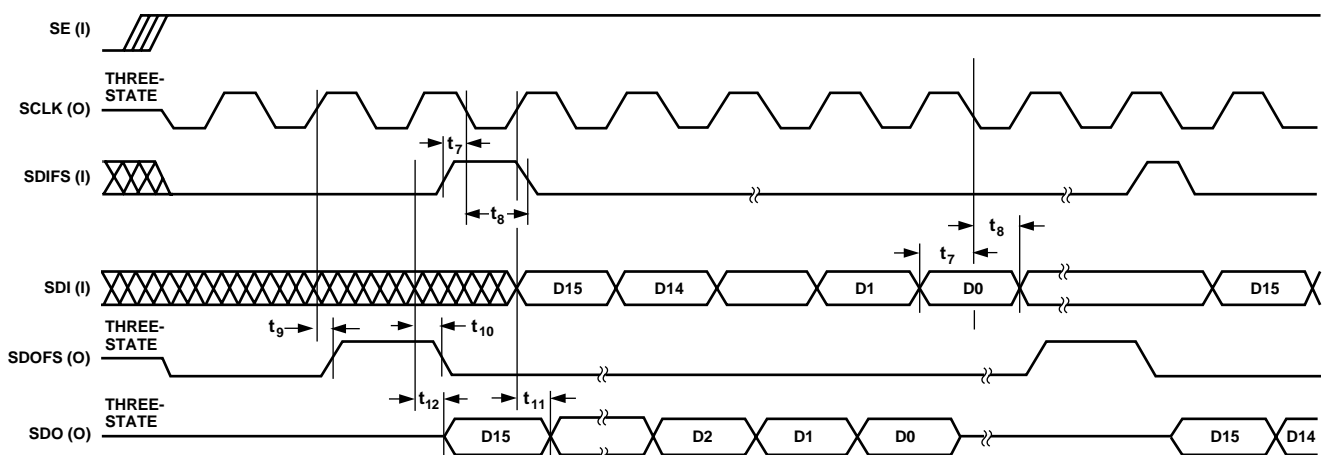 SE (I)
THREE-
STATE
SCLK (O)
t7
SDIFS (I)
t8
t8
t7
SDI (I)
D15
D14
D1
D0
D15
t9
THREE-
STATE
t10
SDOFS (O)
t12
t11
THREE-
STATE
SDO (O)
D15
D2
D1
D0
D15
D14